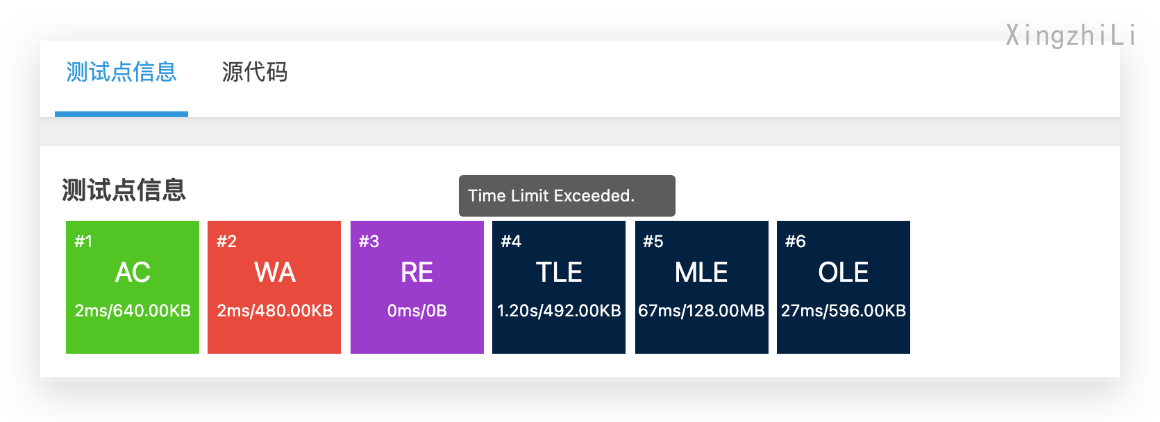 XingzhiLi
测试点信息 源代码
测试点信息
Time Limit Exceeded.
#1 #2 #3 #4 #5 #6
AC WA RE TLE MLE OLE
2ms/640.00KB 2ms/480.00KB 0ms/0B 1.20s/492.00KB 67ms/128.00MB 27ms/596.00KB